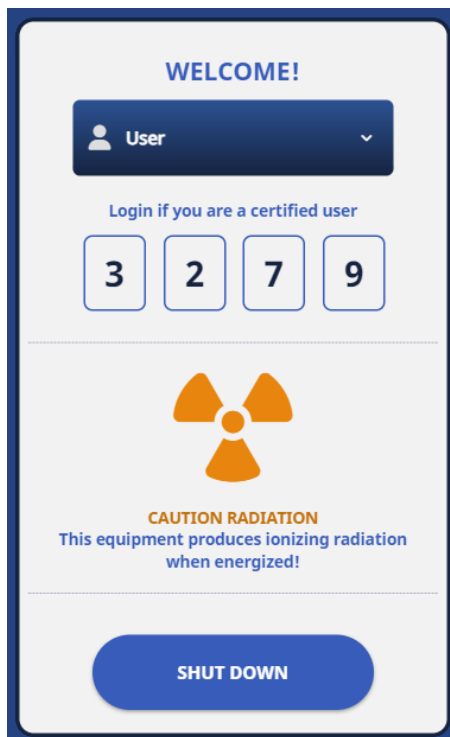 WELCOME!
User
Login if you are a certified user
3 2 7 9
CAUTION RADIATION
This equipment produces ionizing radiation
when energized!
SHUT DOWN